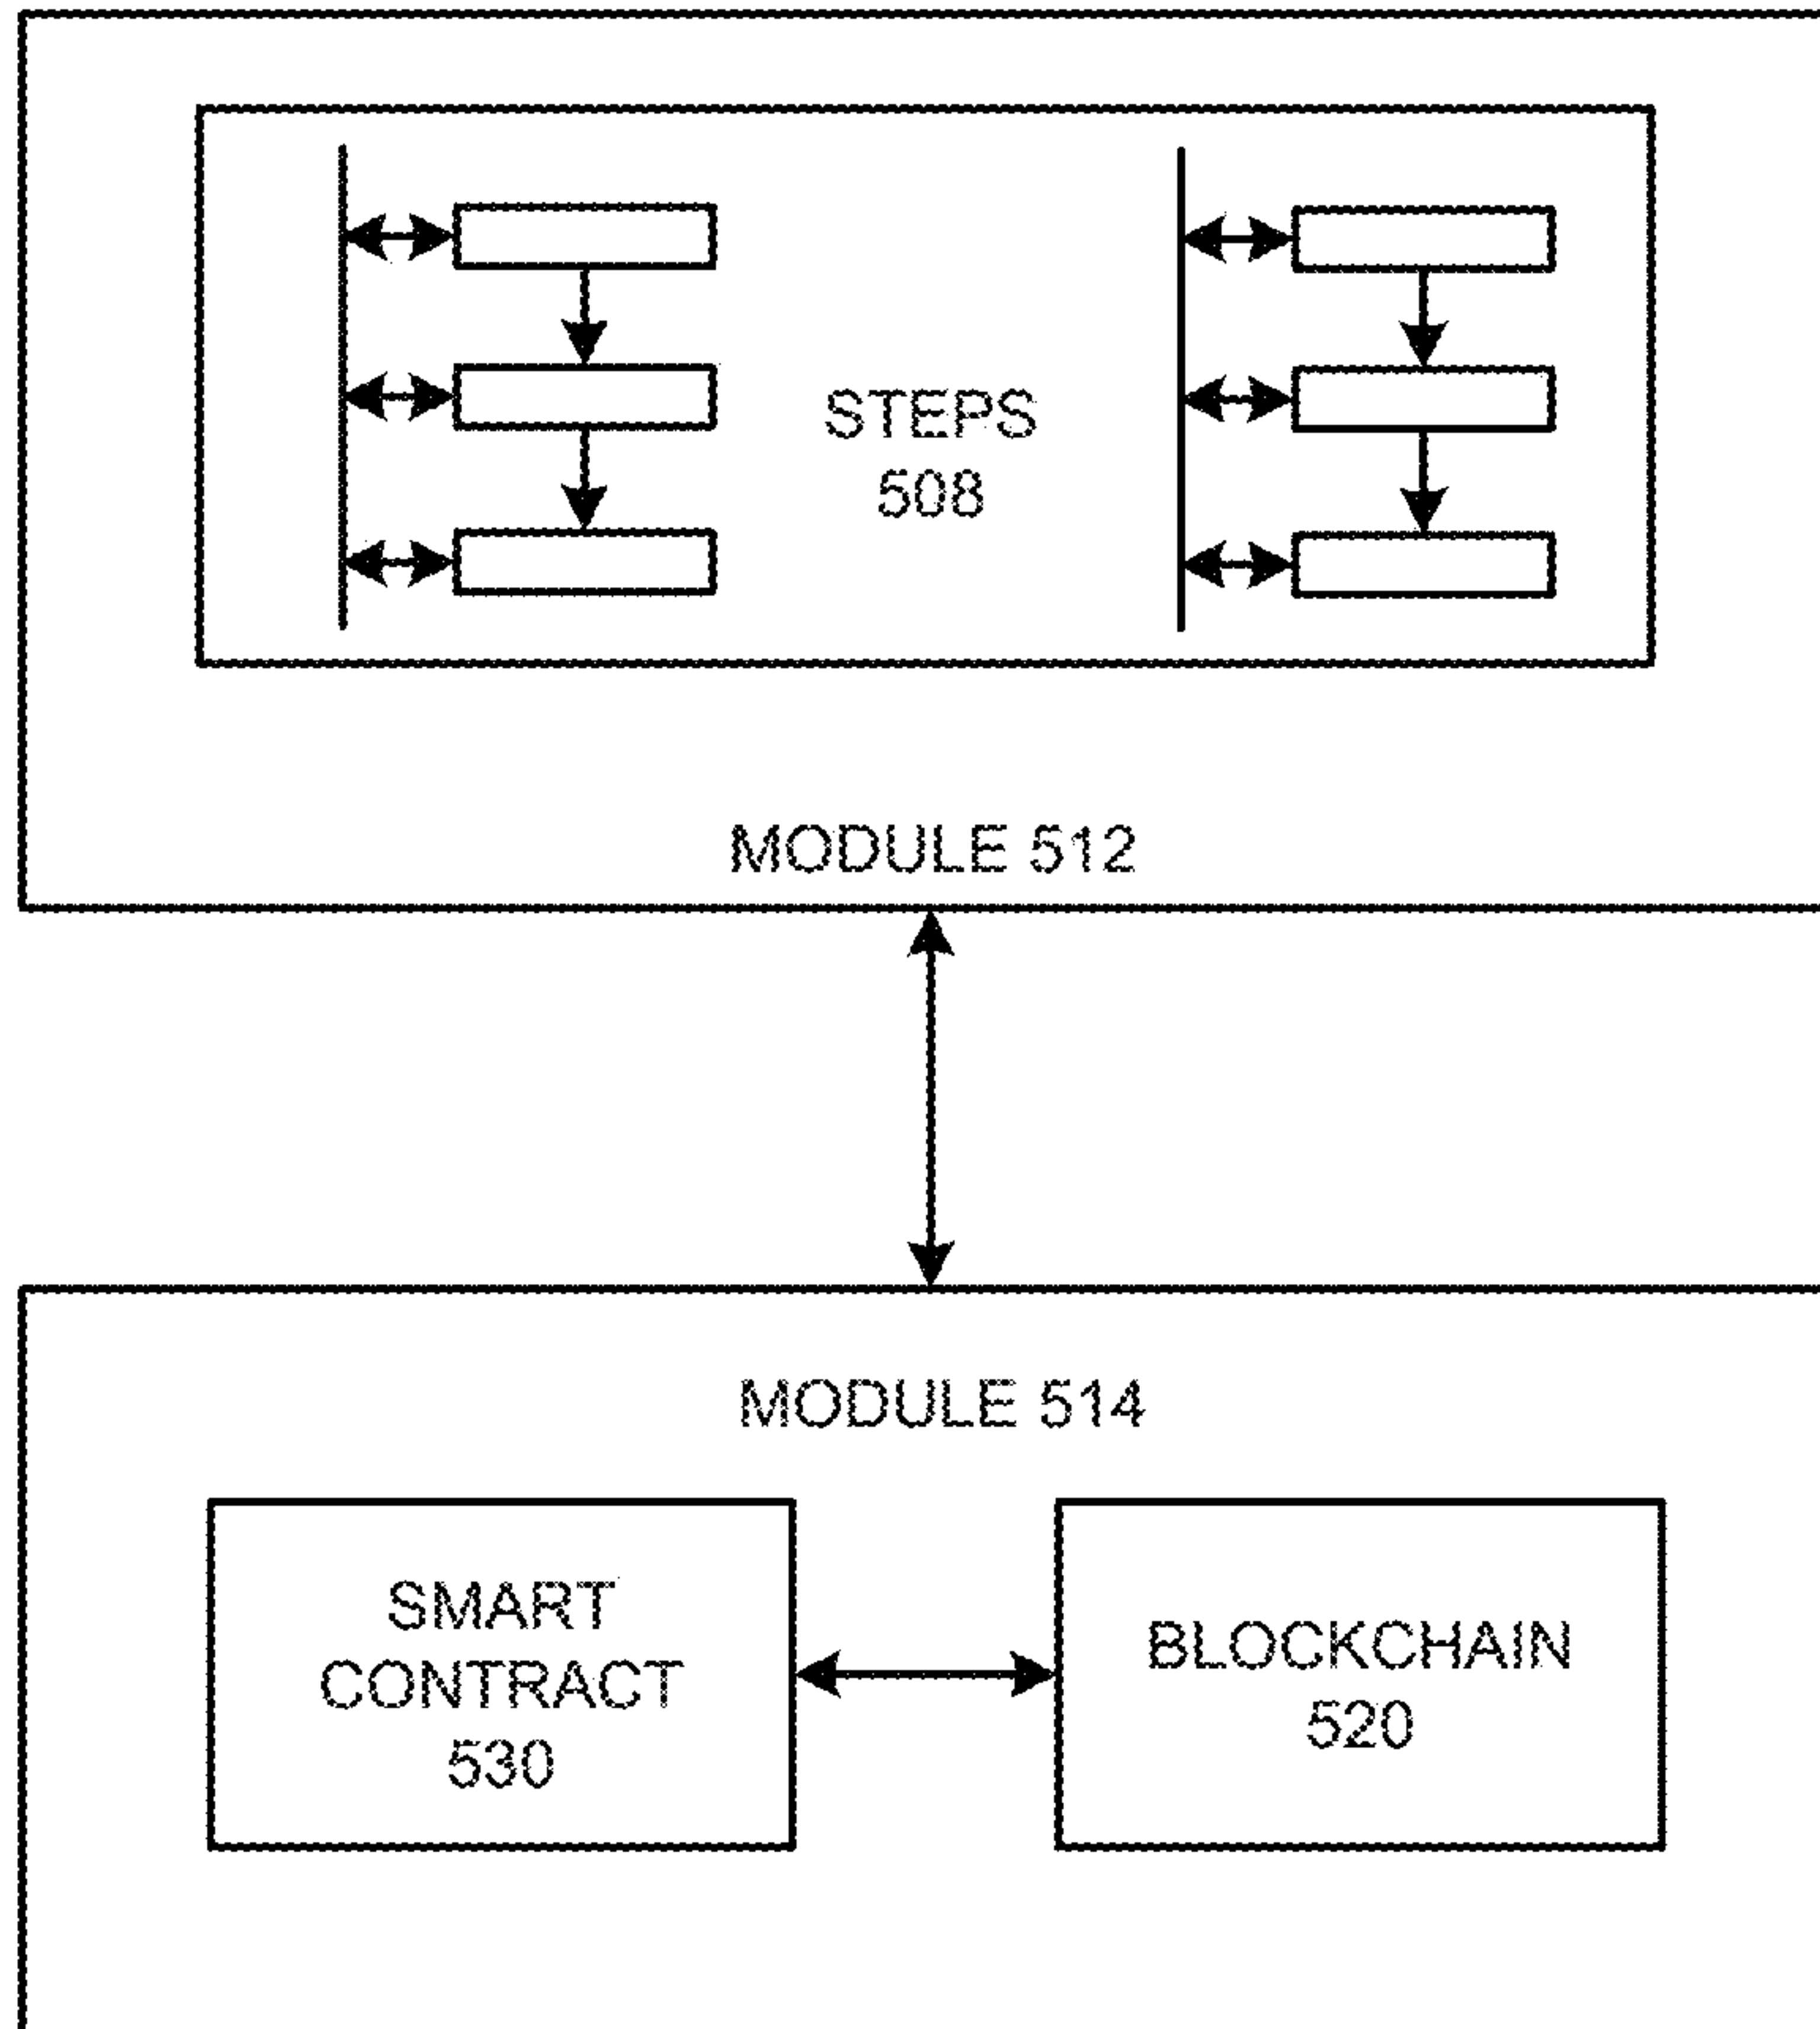 STEPS
508
MODULE 512
MODULE 514
SMART
CONTRACT
530
BLOCKCHAIN
520